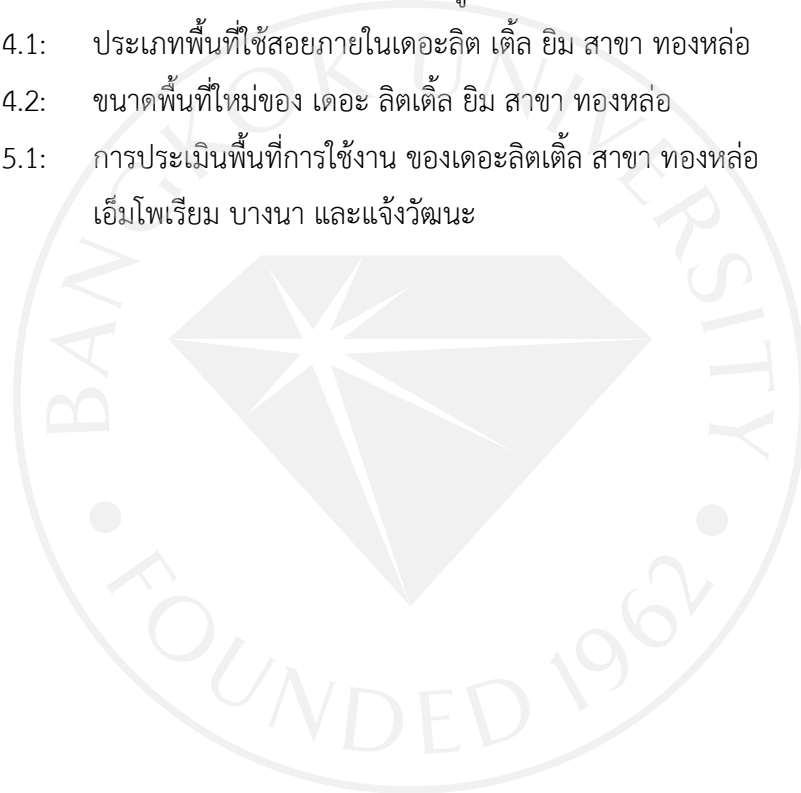 4.1: ประเภทพื้นที่ใช้สอยภายในเดอะลิต เติ้ล ยิม สาขา ทองหล่อ
4.2: ขนาดพื้นที่ใหม่ของ เดอะ ลิตเติ้ล ยิม สาขา ทองหล่อ
5.1: การประเมินพื้นที่การใช้งาน ของเดอะลิตเติ้ล สาขา ทองหล่อ
เอ็มโพเรียม บางนา และแจ้งวัฒนะ
BANGKOK UNIVERSITY
FOUNDED 1962